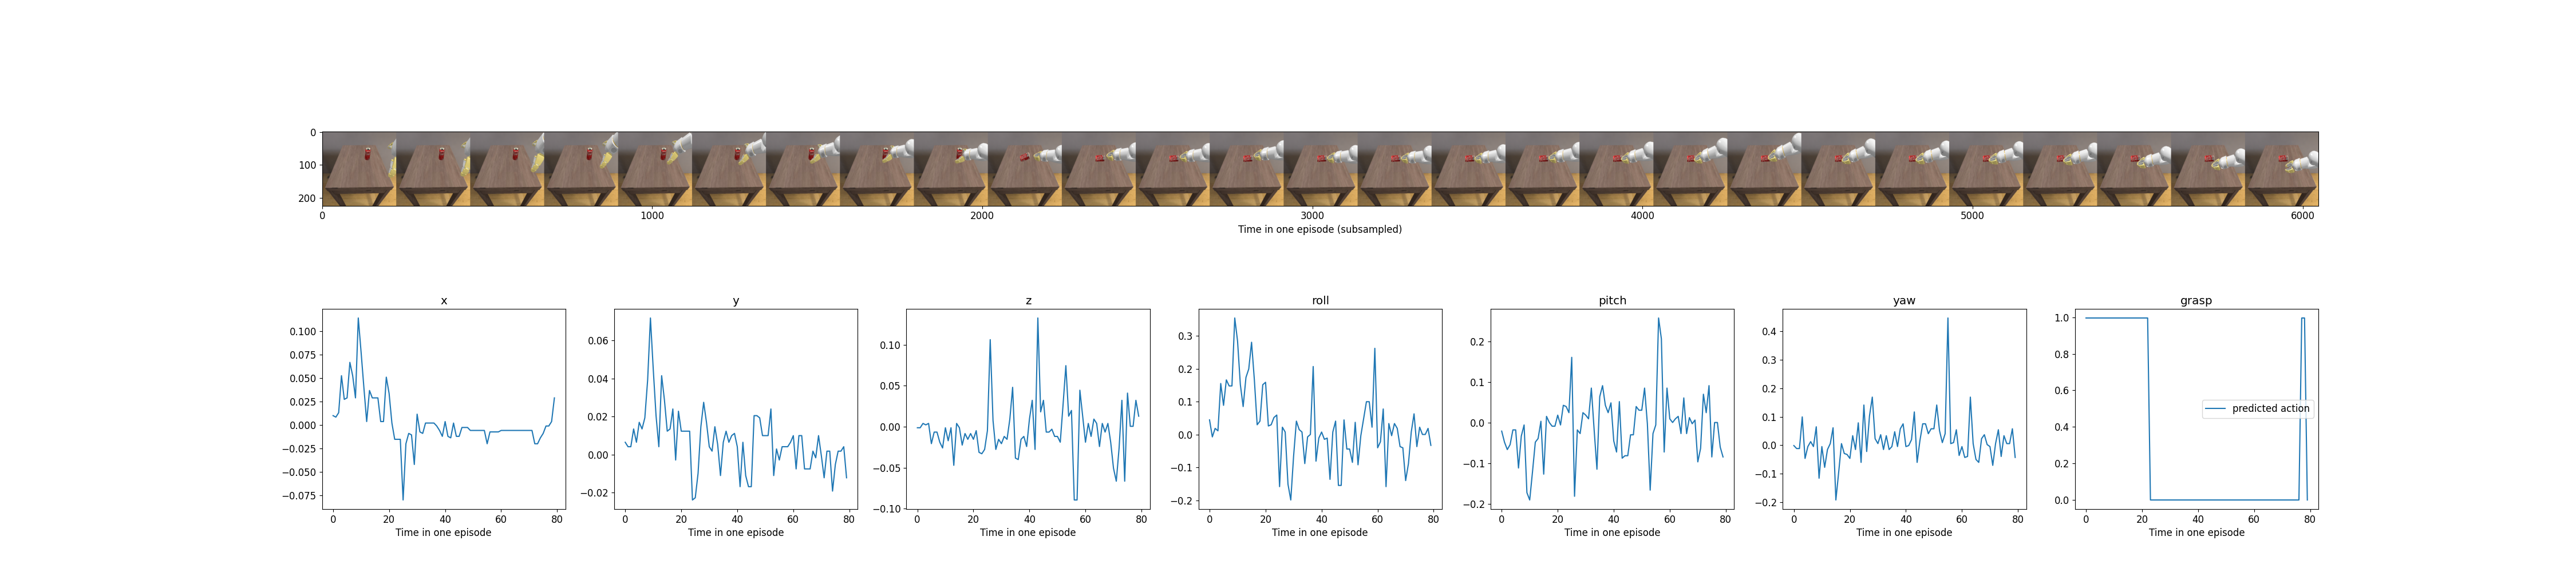 0
100
200
0 1000 2000 3000 4000 5000 6000
Time in one episode (subsampled)
x
0.100
0.075
0.050
0.025
0.000
−0.025
−0.050
−0.075
0 20 40 60 80
Time in one episode
y
0.06
0.04
0.02
0.00
−0.02
0 20 40 60 80
Time in one episode
z
0.10
0.05
0.00
−0.05
−0.10
0 20 40 60 80
Time in one episode
roll
0.3
0.2
0.1
0.0
−0.1
−0.2
0 20 40 60 80
Time in one episode
pitch
0.2
0.1
0.0
−0.1
−0.2
0 20 40 60 80
Time in one episode
yaw
0.4
0.3
0.2
0.1
0.0
−0.1
−0.2
0 20 40 60 80
Time in one episode
grasp
1.0
0.8
0.6
0.4
0.2
0.0
predicted action
0 20 40 60 80
Time in one episode